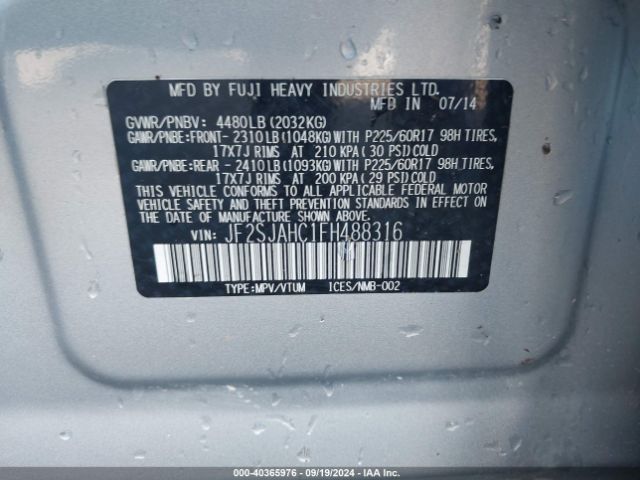 MFD BY FUJI HEAVY INDUSTRIES LTD.
MFB IN 07/14
GVWR/PNBV: 4480LB (2032KG)
GAWR/PNBE:FRONT- 2310LB(1048KG)WITH P225/60R17 98H TIRES,
17X7J RIMS AT 210 KPA ( 30 PSI) COLD
GAWR/PNBE:REAR - 2410LB(1093KG)WITH P225/60R17 98H TIRES,
17X7J RIMS AT 200 KPA ( 29 PSI) COLD
THIS VEHICLE CONFORMS TO ALL APPLICABLE FEDERAL MOTOR
VEHICLE SAFETY AND THEFT PREVENTION STANDARDS IN EFFECT
ON THE DATE OF MANUFACTURE SHOWN ABOVE.
VIN: JF2SJAHC1FH488316
TYPE:MPV/VTUM ICES/NMB-002
000-40365976 - 09/19/2024 - IAA Inc.